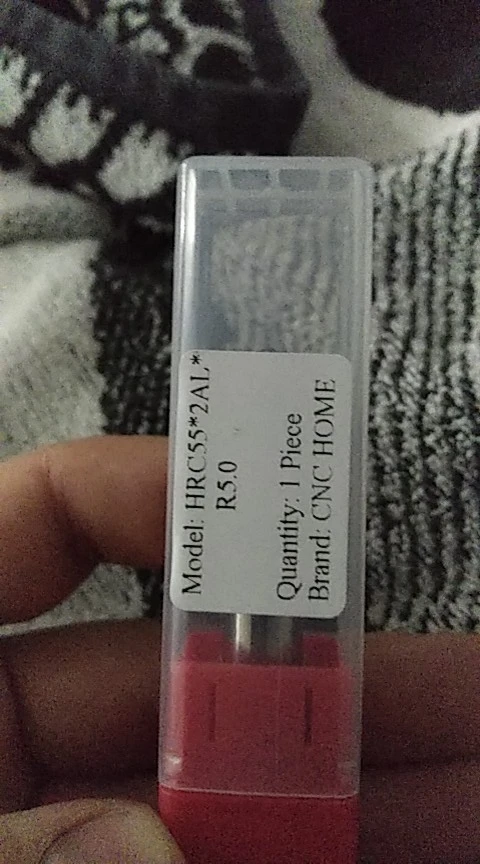 Model: HRC55*2AL*
R5.0
Quantity: 1 Piece
Brand: CNC HOME